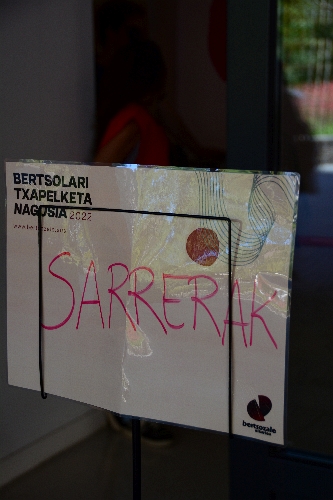 BERTSOLARI
TXAPELKETA
NAGUSIA 2022
SARRERAK
bertsozale